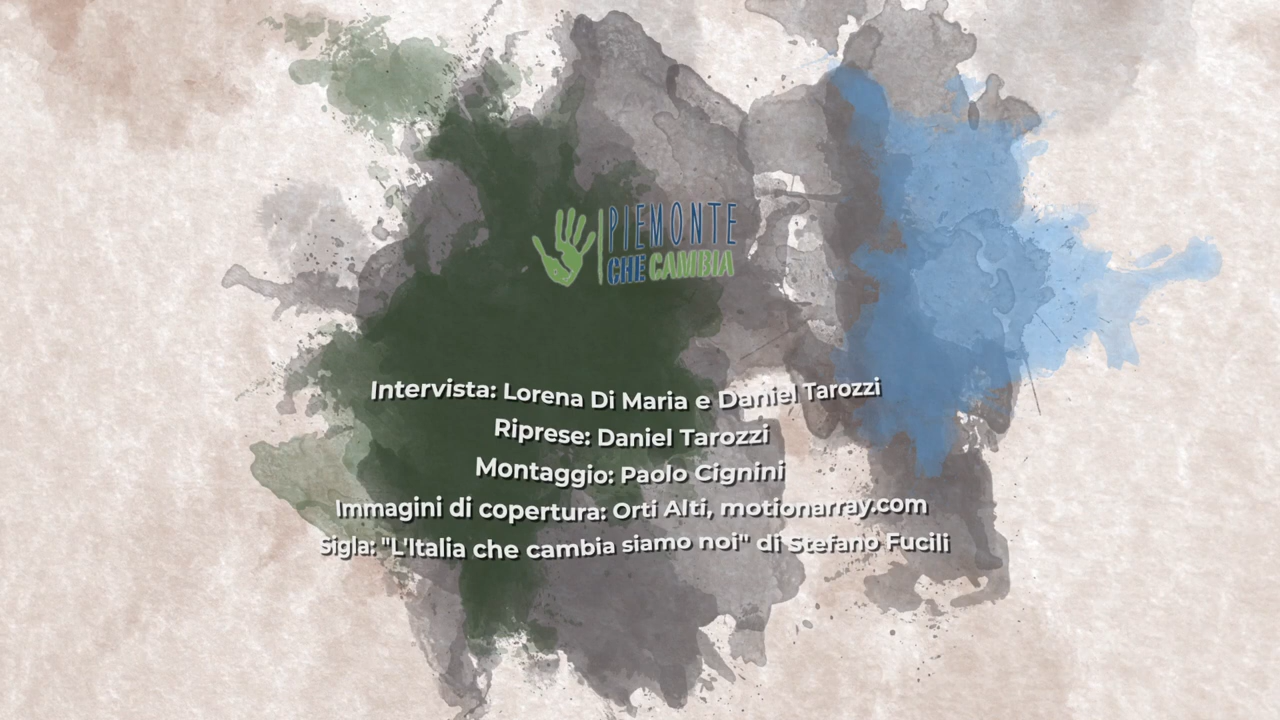 PIEMONTE
CHE CAMBIA
Intervista: Lorena Di Maria e Daniel Tarozzi
Riprese: Daniel Tarozzi
Montaggio: Paolo Cignini
Immagini di copertura: Orti Alti, motionarray.com
Sigla: "L'Italia che cambia siamo noi" di Stefano Fucili